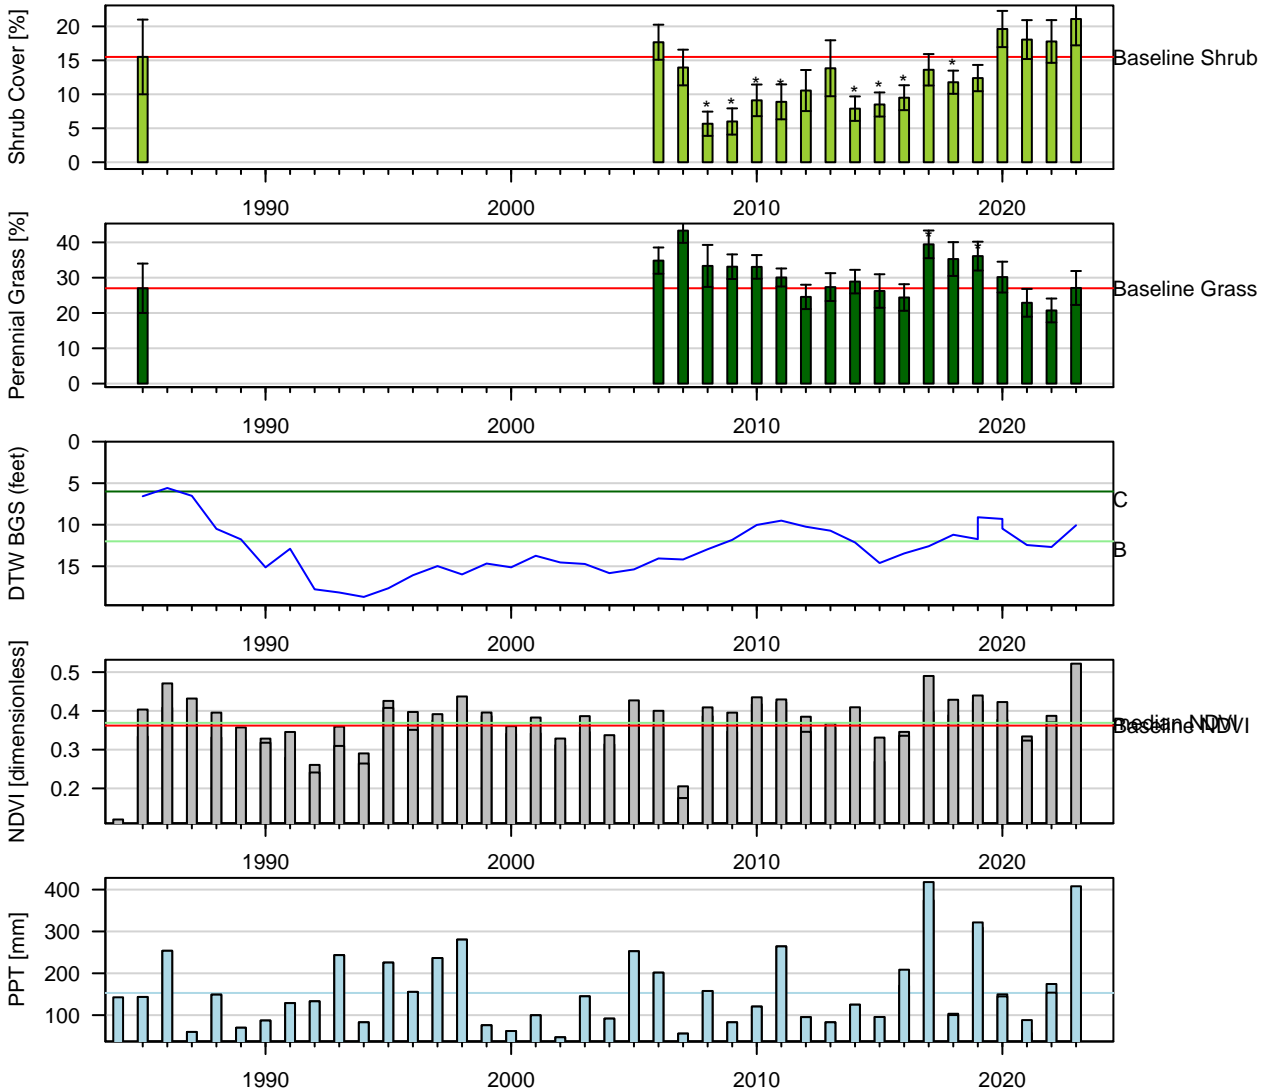 Shrub Cover [%]
20
15
10
5
0
* * * * * * * *
Baseline Shrub
1990 2000 2010 2020
Perennial Grass [%]
40
30
20
10
0
* *
Baseline Grass
1990 2000 2010 2020
DTW BGS (feet)
0
5
10
15
C
B
1990 2000 2010 2020
NDVI [dimensionless]
0.5
0.4
0.3
0.2
median NDVI
Baseline NDVI
1990 2000 2010 2020
PPT [mm]
400
300
200
100
1990 2000 2010 2020